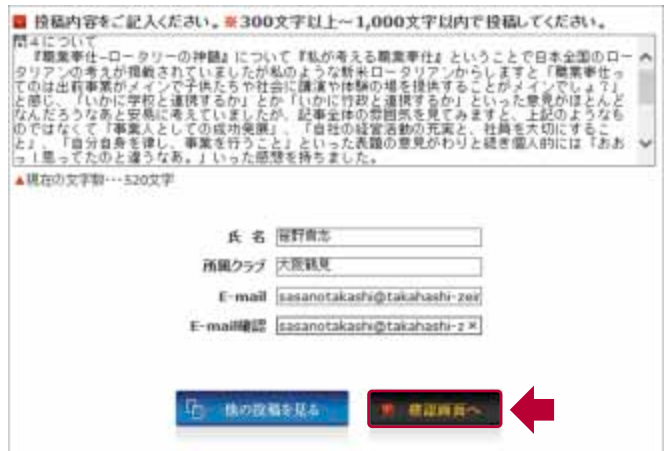 投稿内容をご記入ください。※300文字以上～1,000文字以内で投稿してください。
問4について
『職業奉仕-ロータリーの神髄』について『私が考える職業奉仕』ということで日本全国のロー
タリアンの考えが掲載されていましたが私のような新米ロータリアンからしますと「職業奉仕っ
てのは出前事業がメインで子供たちや社会に講演や体験の場を提供することがメインでしょ？」
と感じ、「いかに学校と連携するか」とか「いかに行政と連携するか」といった意見がほとんど
なんだろうなあと安易に考えていましたが、記事全体の雰囲気を見てみますと、上記のようなも
のではなくて「事業人としての成功発展」、「自社の経営活動の充実と、社員を大切にするこ
と」、「自分自身を律し、事業を行うこと」といった表題の意見がわりと続き個人的には「おお
っ！思ってたのと違うなあ。」いった感想を持ちました。
▲現在の文字数・・・520文字
氏 名 笹野貴志
所属クラブ 大阪鶴見
E-mail sasanotakashi@takahashi-zei
E-mail確認 sasanotakashi@takahashi-z ×
他の投稿を見る 確認画面へ